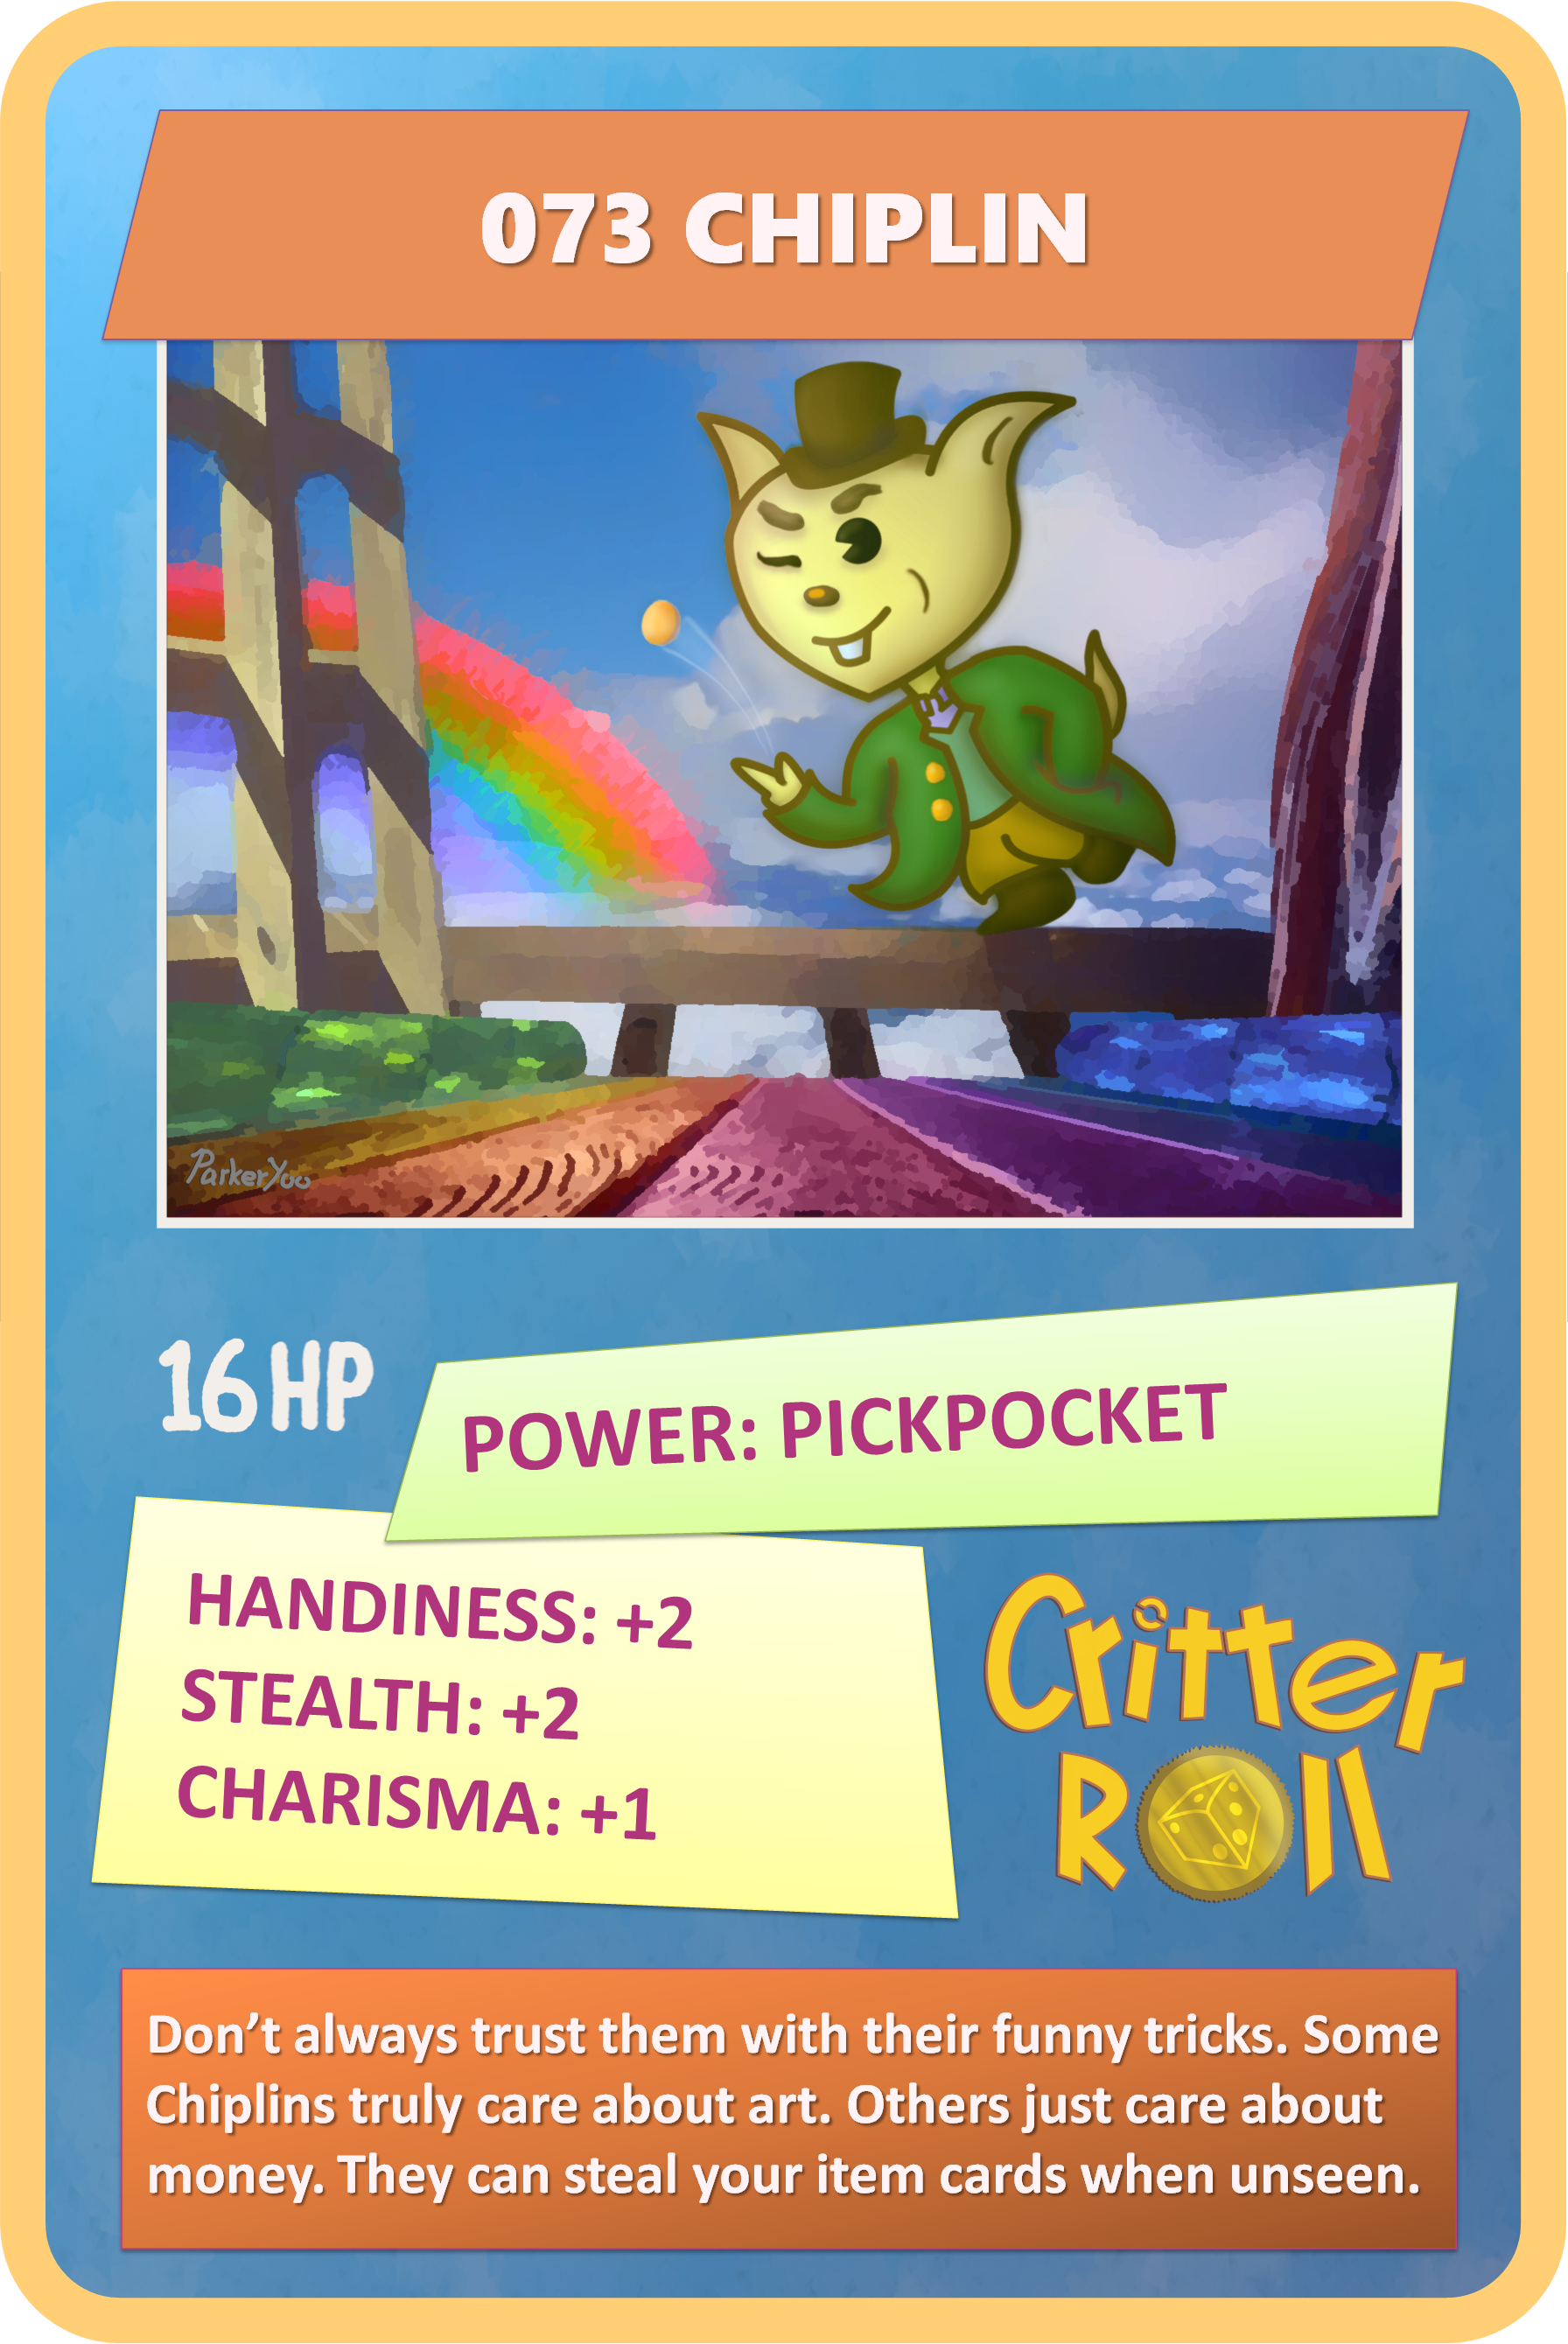 073 CHIPLIN
ParkerYoo
16 HP
POWER: PICKPOCKET
HANDINESS: +2
STEALTH: +2
CHARISMA: +1
Critter
Roll
Don’t always trust them with their funny tricks. Some
Chiplins truly care about art. Others just care about
money. They can steal your item cards when unseen.